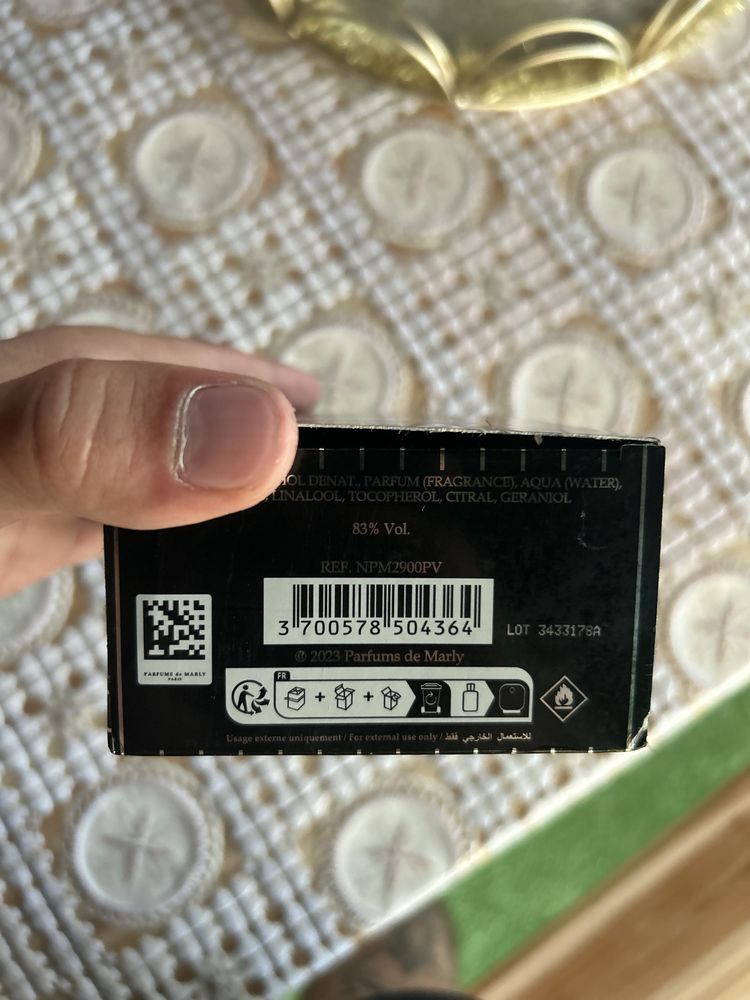 DENAT., PARFUM (FRAGRANCE), AQUA (WATER),
LINALOOL, TOCOPHEROL, CITRAL, GERANIOL
83% Vol.
REF. NPM2900PV
3 700578 504364
LOT 3433178A
© 2023 Parfums de Marly
PARFUMS de MARLY
PARIS
FR
Usage externe uniquement / For external use only / للاستعمال الخارجي فقط